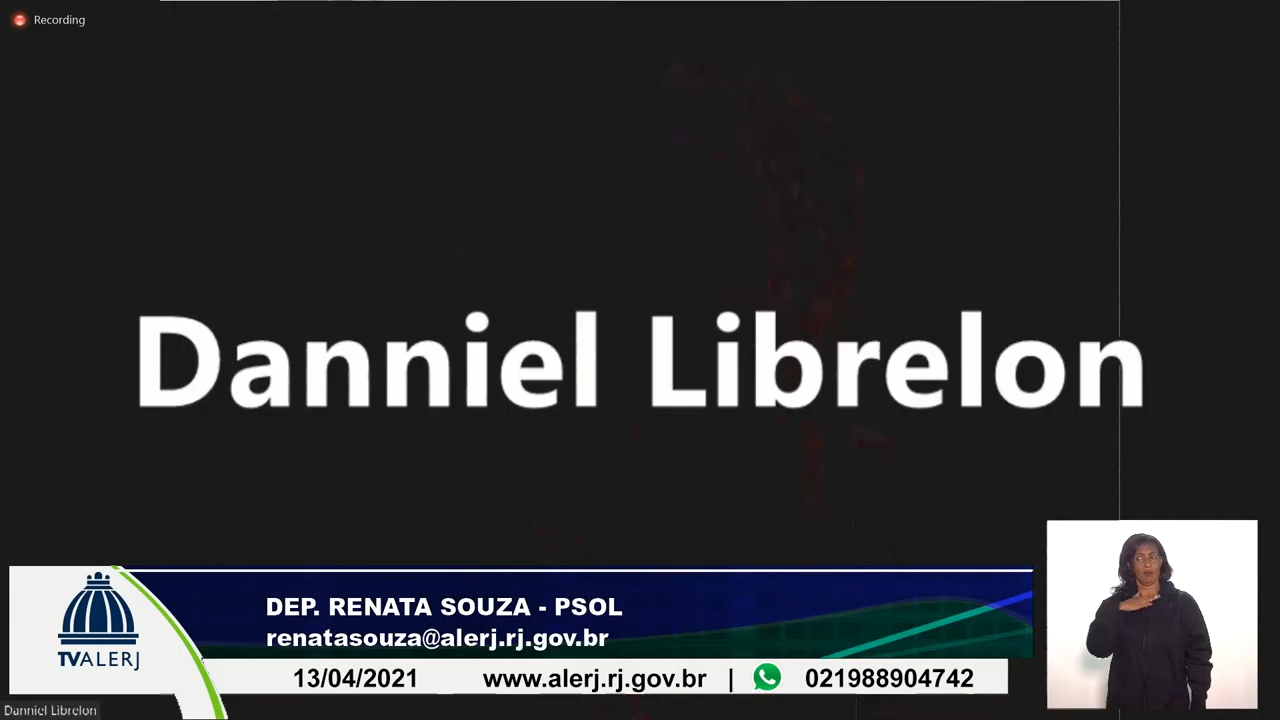 Recording
Danniel Librelon
DEP. RENATA SOUZA - PSOL
renatasouza@alerj.rj.gov.br
TVALERJ
13/04/2021 www.alerj.rj.gov.br | 021988904742
Danniel Librelon